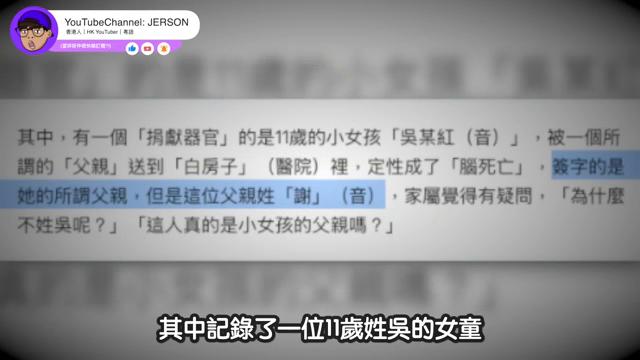 YouTubeChannel: JERSON
香港人｜HK YouTuber｜粵語
其中，有一個「捐獻器官」的是11歲的小女孩「吳某紅（音）」，被一個所
謂的「父親」送到「白房子」（醫院）裡，定性成了「腦死亡」，簽字的是
她的所謂父親，但是這位父親姓「謝」（音），家屬覺得有疑問，「為什麼
不姓吳呢？」「這人真的是小女孩的父親嗎？」
其中記錄了一位11歲姓吳的女童